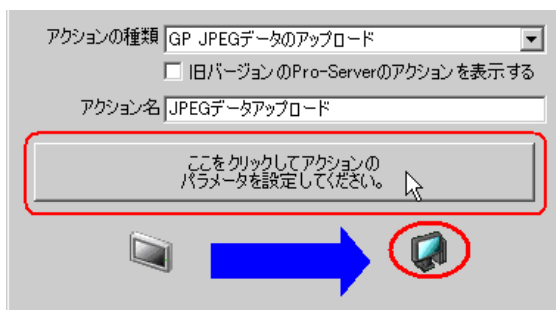 アクションの種類 GP JPEGデータのアップロード
旧バージョンのPro-Serverのアクションを表示する
アクション名 JPEGデータアップロード
ここをクリックしてアクションの
パラメータを設定してください。